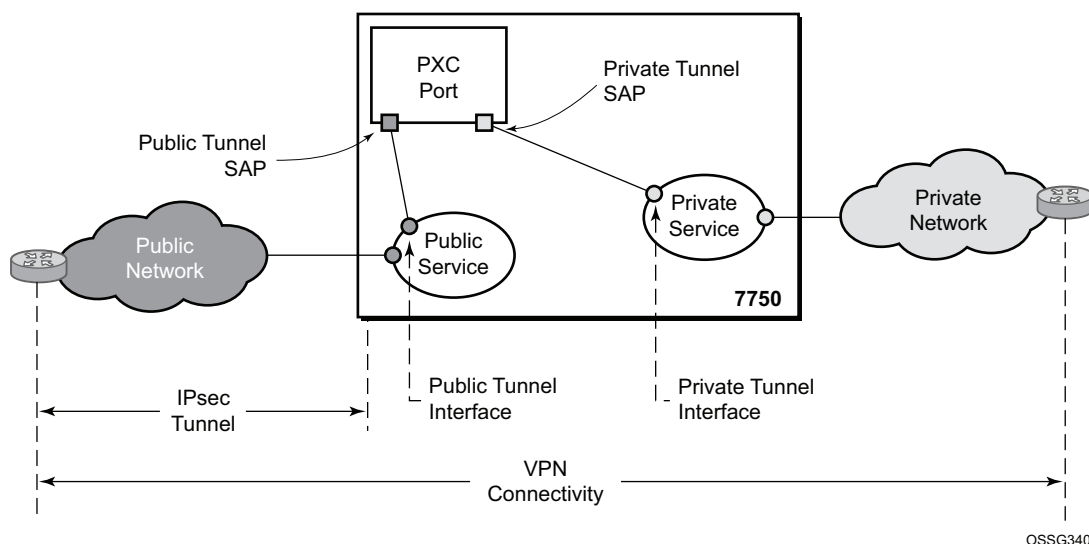 PXC
Port
Private Tunnel
SAP
Public Tunnel
SAP
Public
Network
Public
Service
Private
Service
Private
Network
7750
IPsec
Tunnel
Public Tunnel
Interface
Private Tunnel
Interface
VPN
Connectivity
OSSG340